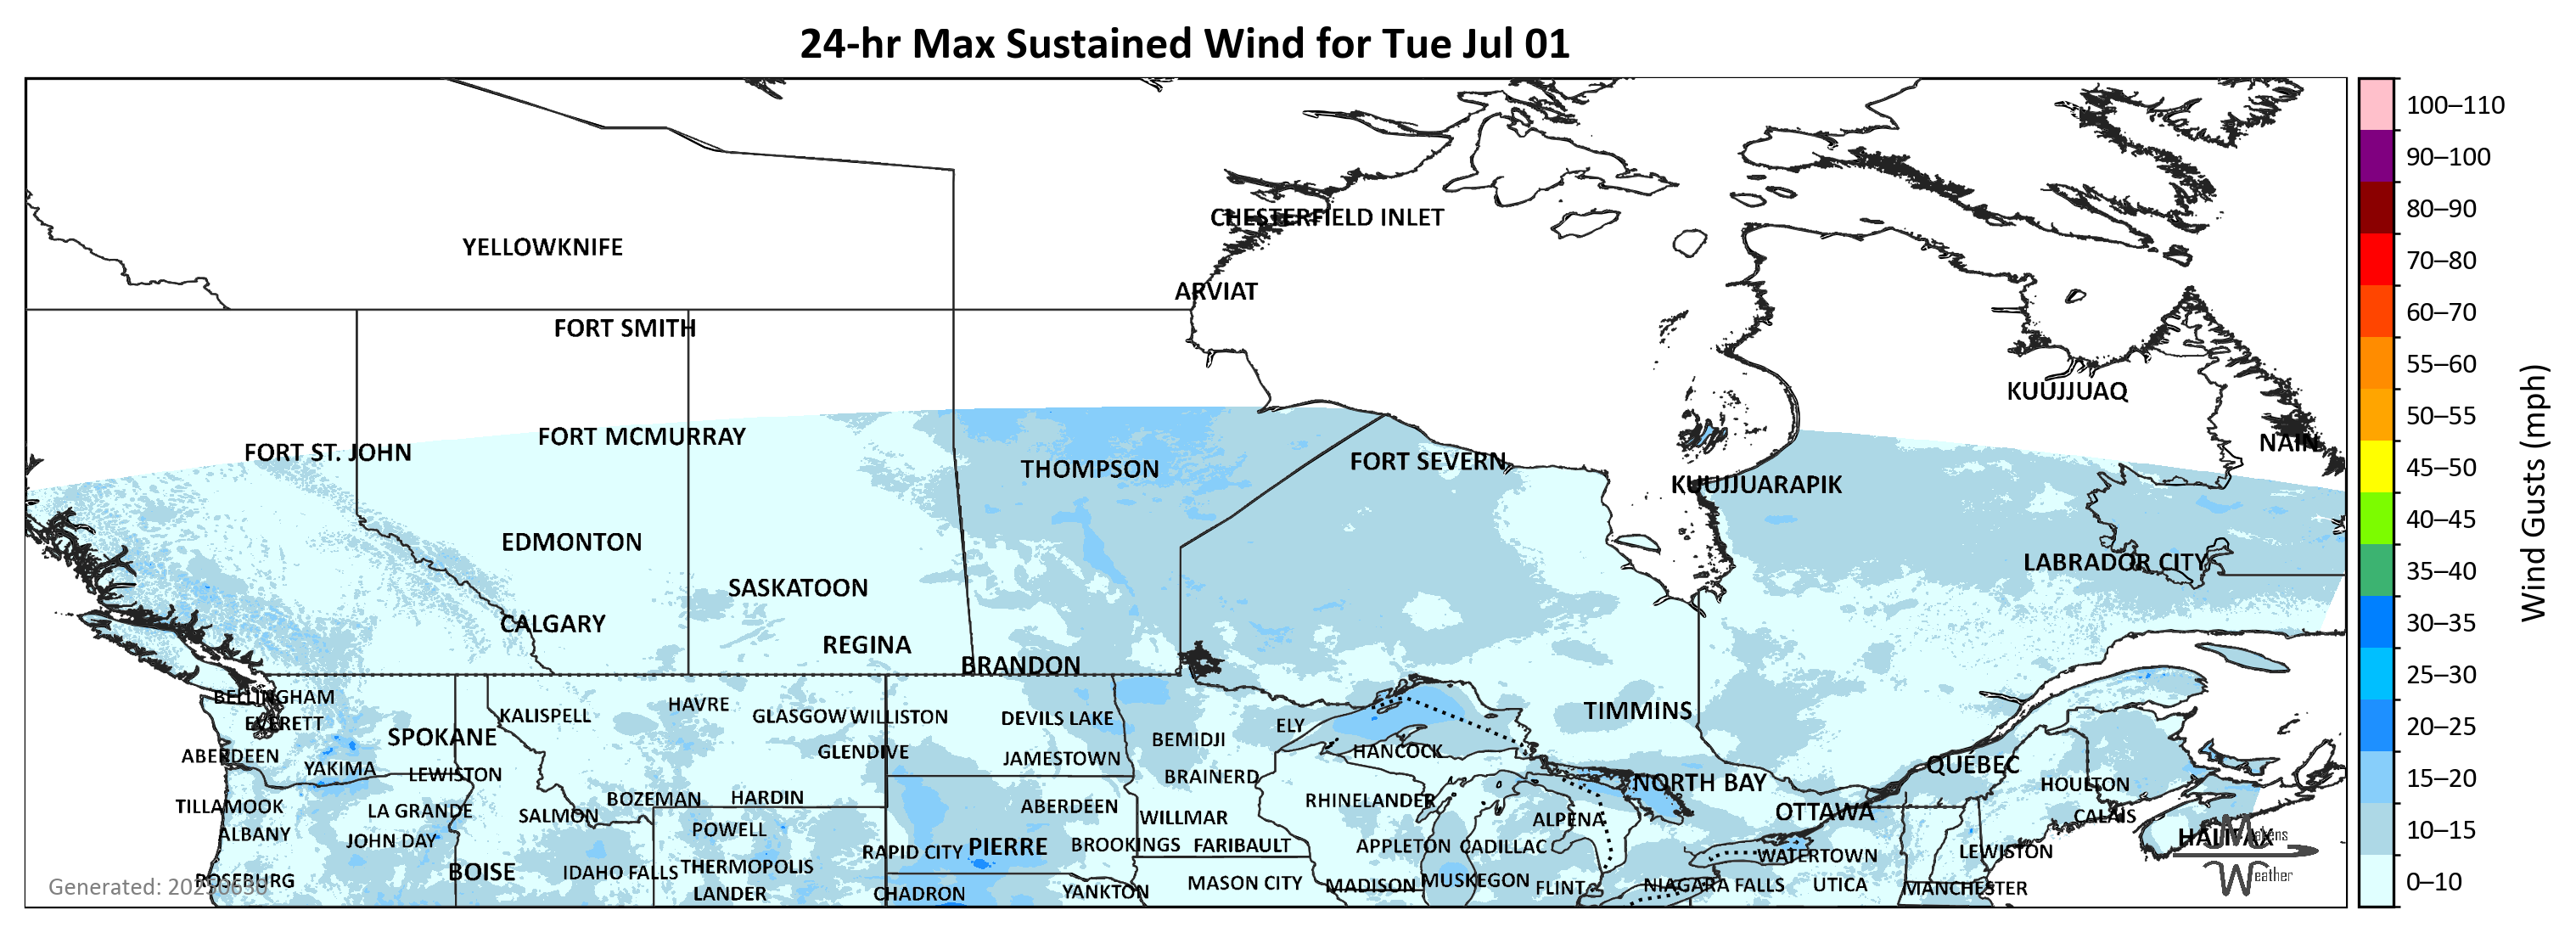 24-hr Max Sustained Wind for Tue Jul 01
100–110
90–100
80–90
70–80
60–70
55–60
50–55
45–50
40–45
35–40
30–35
25–30
20–25
15–20
10–15
0–10
Wind Gusts (mph)
CHESTERFIELD INLET
YELLOWKNIFE
ARVIAT
FORT SMITH
KUUJJUAQ
FORT MCMURRAY
NAIN
FORT ST. JOHN
FORT SEVERN
THOMPSON
KUUJJUARAPIK
EDMONTON
LABRADOR CITY
SASKATOON
CALGARY
REGINA
BRANDON
BELLINGHAM
HAVRE
TIMMINS
KALISPELL
GLASGOW
WILLISTON
DEVILS LAKE
EVERETT
ELY
SPOKANE
BEMIDJI
HANCOCK
GLENDIVE
ABERDEEN
JAMESTOWN
QUÉBEC
YAKIMA
LEWISTON
BRAINERD
NORTH BAY
HOULTON
BOZEMAN
HARDIN
RHINELANDER
TILLAMOOK
LA GRANDE
ABERDEEN
OTTAWA
SALMON
CALAIS
WILLMAR
ALPENA
POWELL
ALBANY
HALIFAX
Makens
JOHN DAY
BROOKINGS
FARIBAULT
APPLETON
CADILLAC
PIERRE
RAPID CITY
LEWISTON
WATERTOWN
THERMOPOLIS
BOISE
IDAHO FALLS
Weather
ROSEBURG
MUSKEGON
MASON CITY
MADISON
NIAGARA FALLS
UTICA
Generated: 20250630
FLINT
MANCHESTER
YANKTON
LANDER
CHADRON